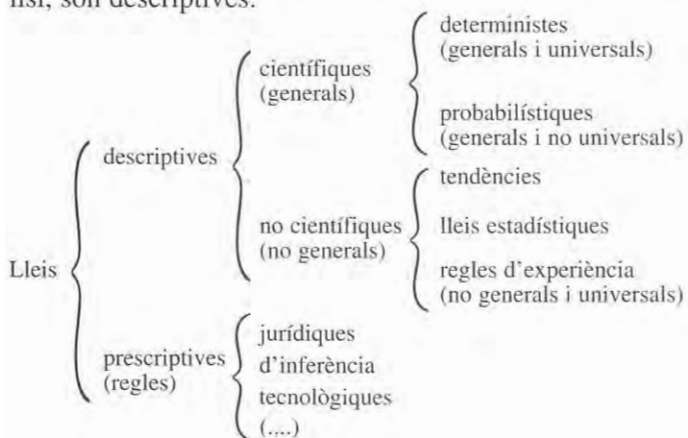 lisi, són descriptives.
deterministes
(generals i universals)
científiques
(generals)
probabilístiques
(generals i no universals)
descriptives
tendències
no científiques
(no generals)
lleis estadístiques
Lleis
regles d'experiència
(no generals i universals)
jurídiques
prescriptives
(regles)
d'inferència
tecnològiques
(....)